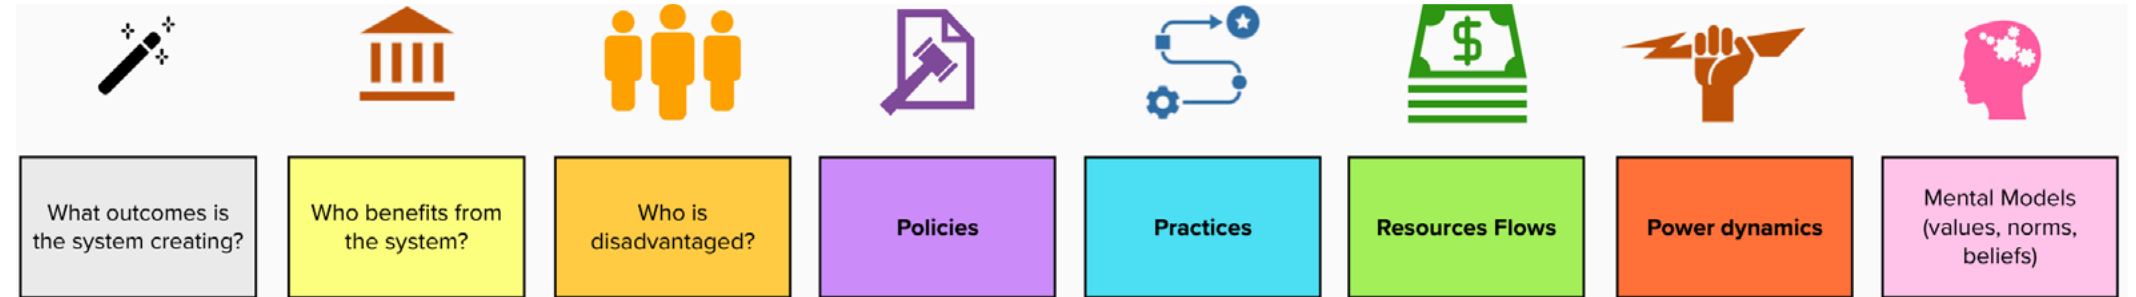 $
What outcomes is
the system creating?
Who benefits from
the system?
Who is
disadvantaged?
Policies
Practices
Resources Flows
Power dynamics
Mental Models
(values, norms,
beliefs)